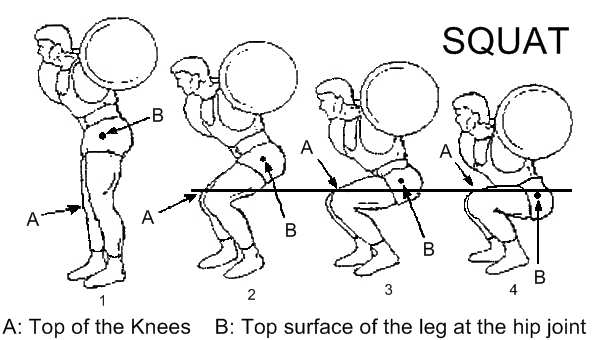 SQUAT
B
A
A
B
A
B
A
B
1
2
3
4
A: Top of the Knees B: Top surface of the leg at the hip joint